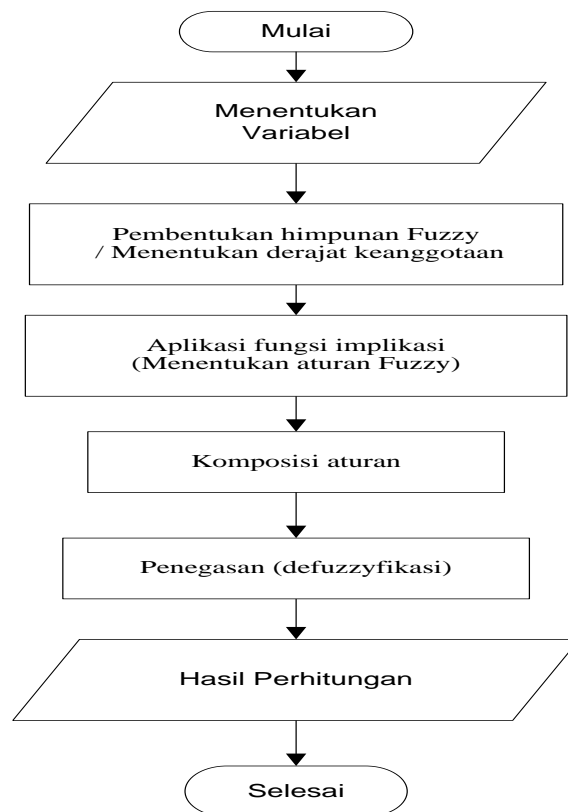 Mulai
Menentukan
Variabel
Pembentukan himpunan Fuzzy
/ Menentukan derajat keanggotaan
Aplikasi fungsi implikasi
(Menentukan aturan Fuzzy)
Komposisi aturan
Penegasan (defuzzyfikasi)
Hasil Perhitungan
Selesai